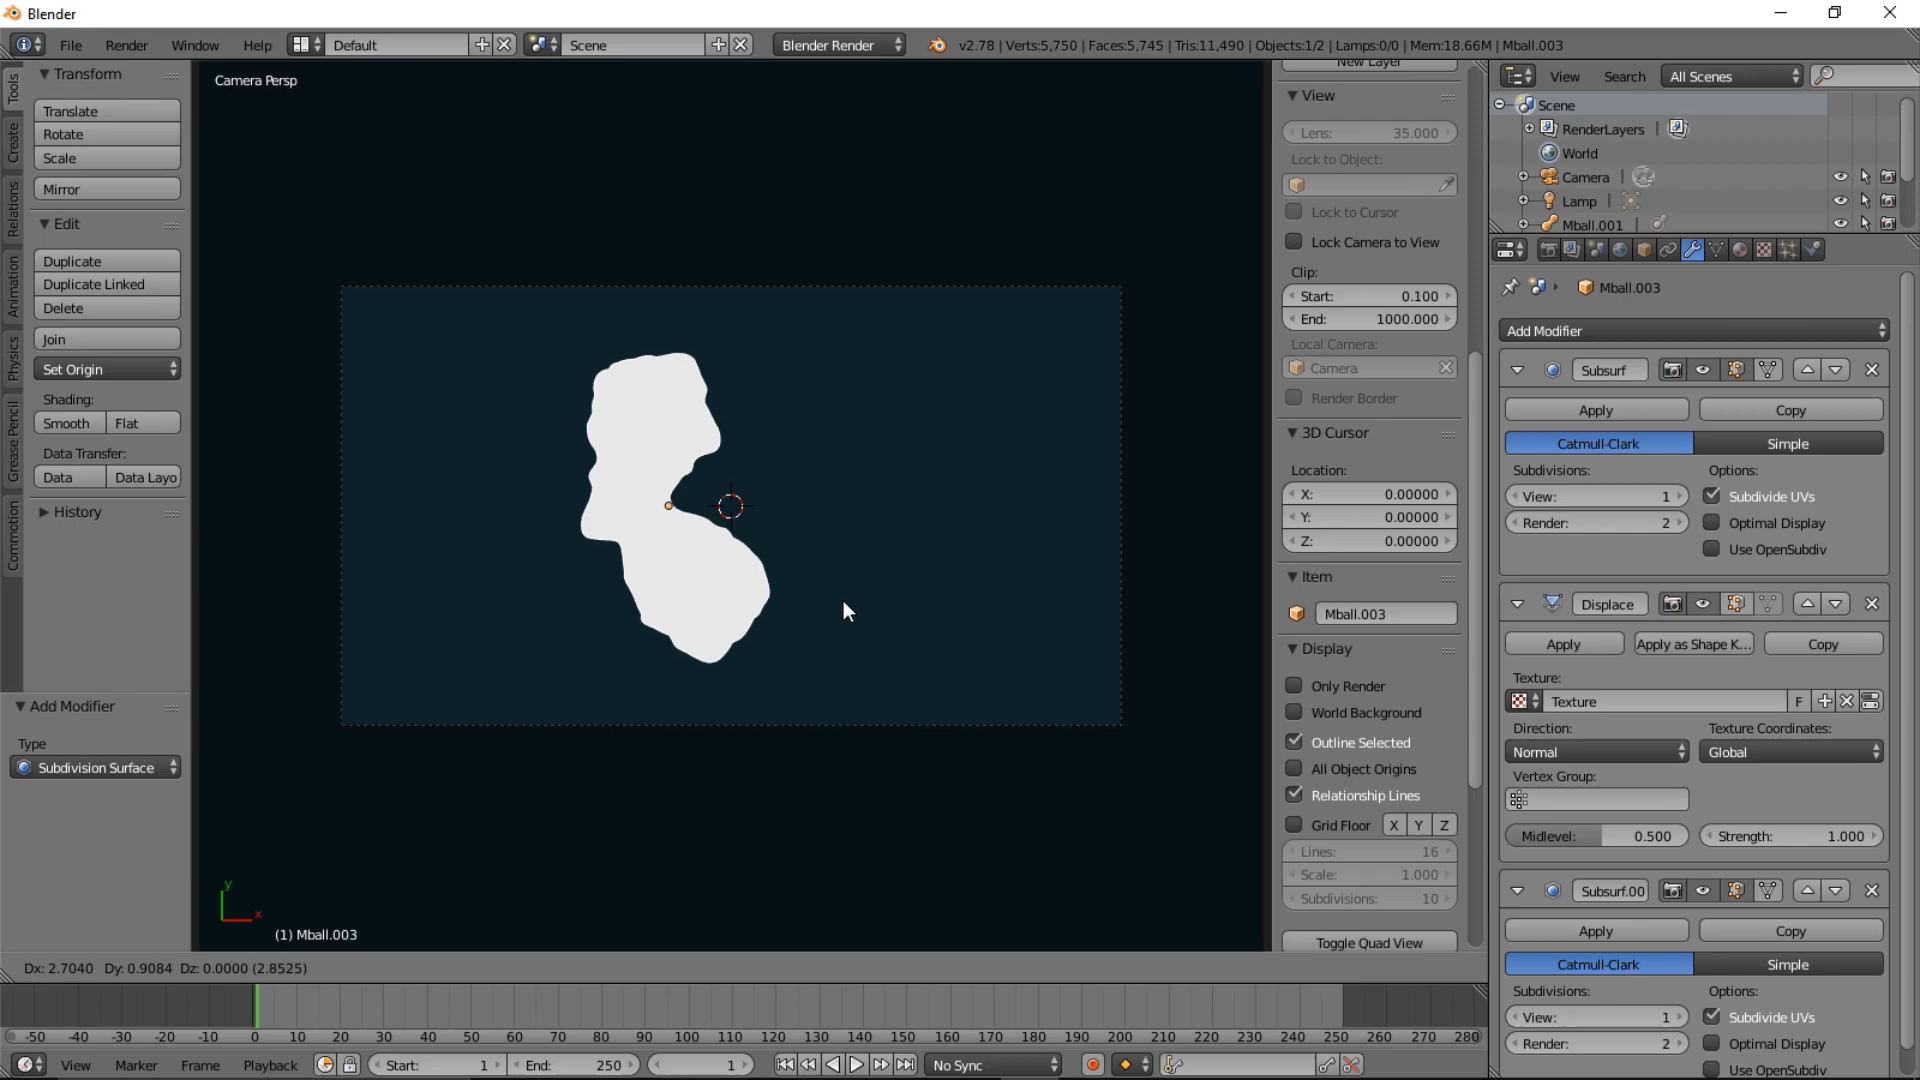 Blender
File Render Window Help Default Scene Blender Render v2.78 | Verts:5,750 | Faces:5,745 | Tris:11,490 | Objects:1/2 | Lamps:0/0 | Mem:18.66M | Mball.003
Tools
Create
Relations
Animation
Physics
Grease Pencil
Commotion
Transform
Translate
Rotate
Scale
Mirror
Edit
Duplicate
Duplicate Linked
Delete
Join
Set Origin
Shading:
Smooth Flat
Data Transfer:
Data Data Layo
History
Add Modifier
Type
Subdivision Surface
Camera Persp
y
x
(1) Mball.003
Dx: 2.7040 Dy: 0.9084 Dz: 0.0000 (2.8525)
New Layer
View
Lens: 35.000
Lock to Object:
Lock to Cursor
Lock Camera to View
Clip:
Start: 0.100
End: 1000.000
Local Camera:
Camera
Render Border
3D Cursor
Location:
X: 0.00000
Y: 0.00000
Z: 0.00000
Item
Mball.003
Display
Only Render
World Background
Outline Selected
All Object Origins
Relationship Lines
Grid Floor X Y Z
Lines: 16
Scale: 1.000
Subdivisions: 10
Toggle Quad View
View Search All Scenes
Scene
RenderLayers |
World
Camera |
Lamp |
Mball.001 |
Mball.003
Add Modifier
Subsurf
Apply Copy
Catmull-Clark Simple
Subdivisions: Options:
View: 1 Subdivide UVs
Render: 2 Optimal Display
Use OpenSubdiv
Displace
Apply Apply as Shape K... Copy
Texture:
Texture F
Direction: Texture Coordinates:
Normal Global
Vertex Group:
Midlevel: 0.500 Strength: 1.000
Subsurf.00
Apply Copy
Catmull-Clark Simple
Subdivisions: Options:
View: 1 Subdivide UVs
Render: 2 Optimal Display
Use OpenSubdiv
-50 -40 -30 -20 -10 0 10 20 30 40 50 60 70 80 90 100 110 120 130 140 150 160 170 180 190 200 210 220 230 240 250 260 270 280
View Marker Frame Playback Start: 1 End: 250 1 No Sync